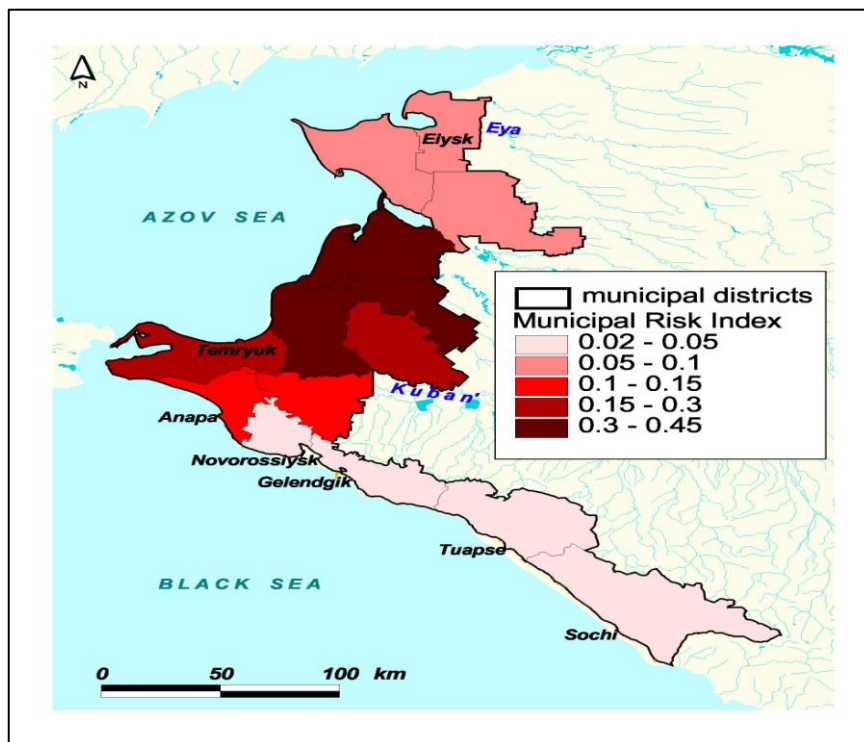 N
Eiysk
Eya
AZOV SEA
municipal districts
Municipal Risk Index
0.02 - 0.05
0.05 - 0.1
0.1 - 0.15
0.15 - 0.3
0.3 - 0.45
Temryuk
Kuban'
Anapa
Novorossiysk
Gelendgik
Tuapse
BLACK SEA
Sochi
0 50 100 km